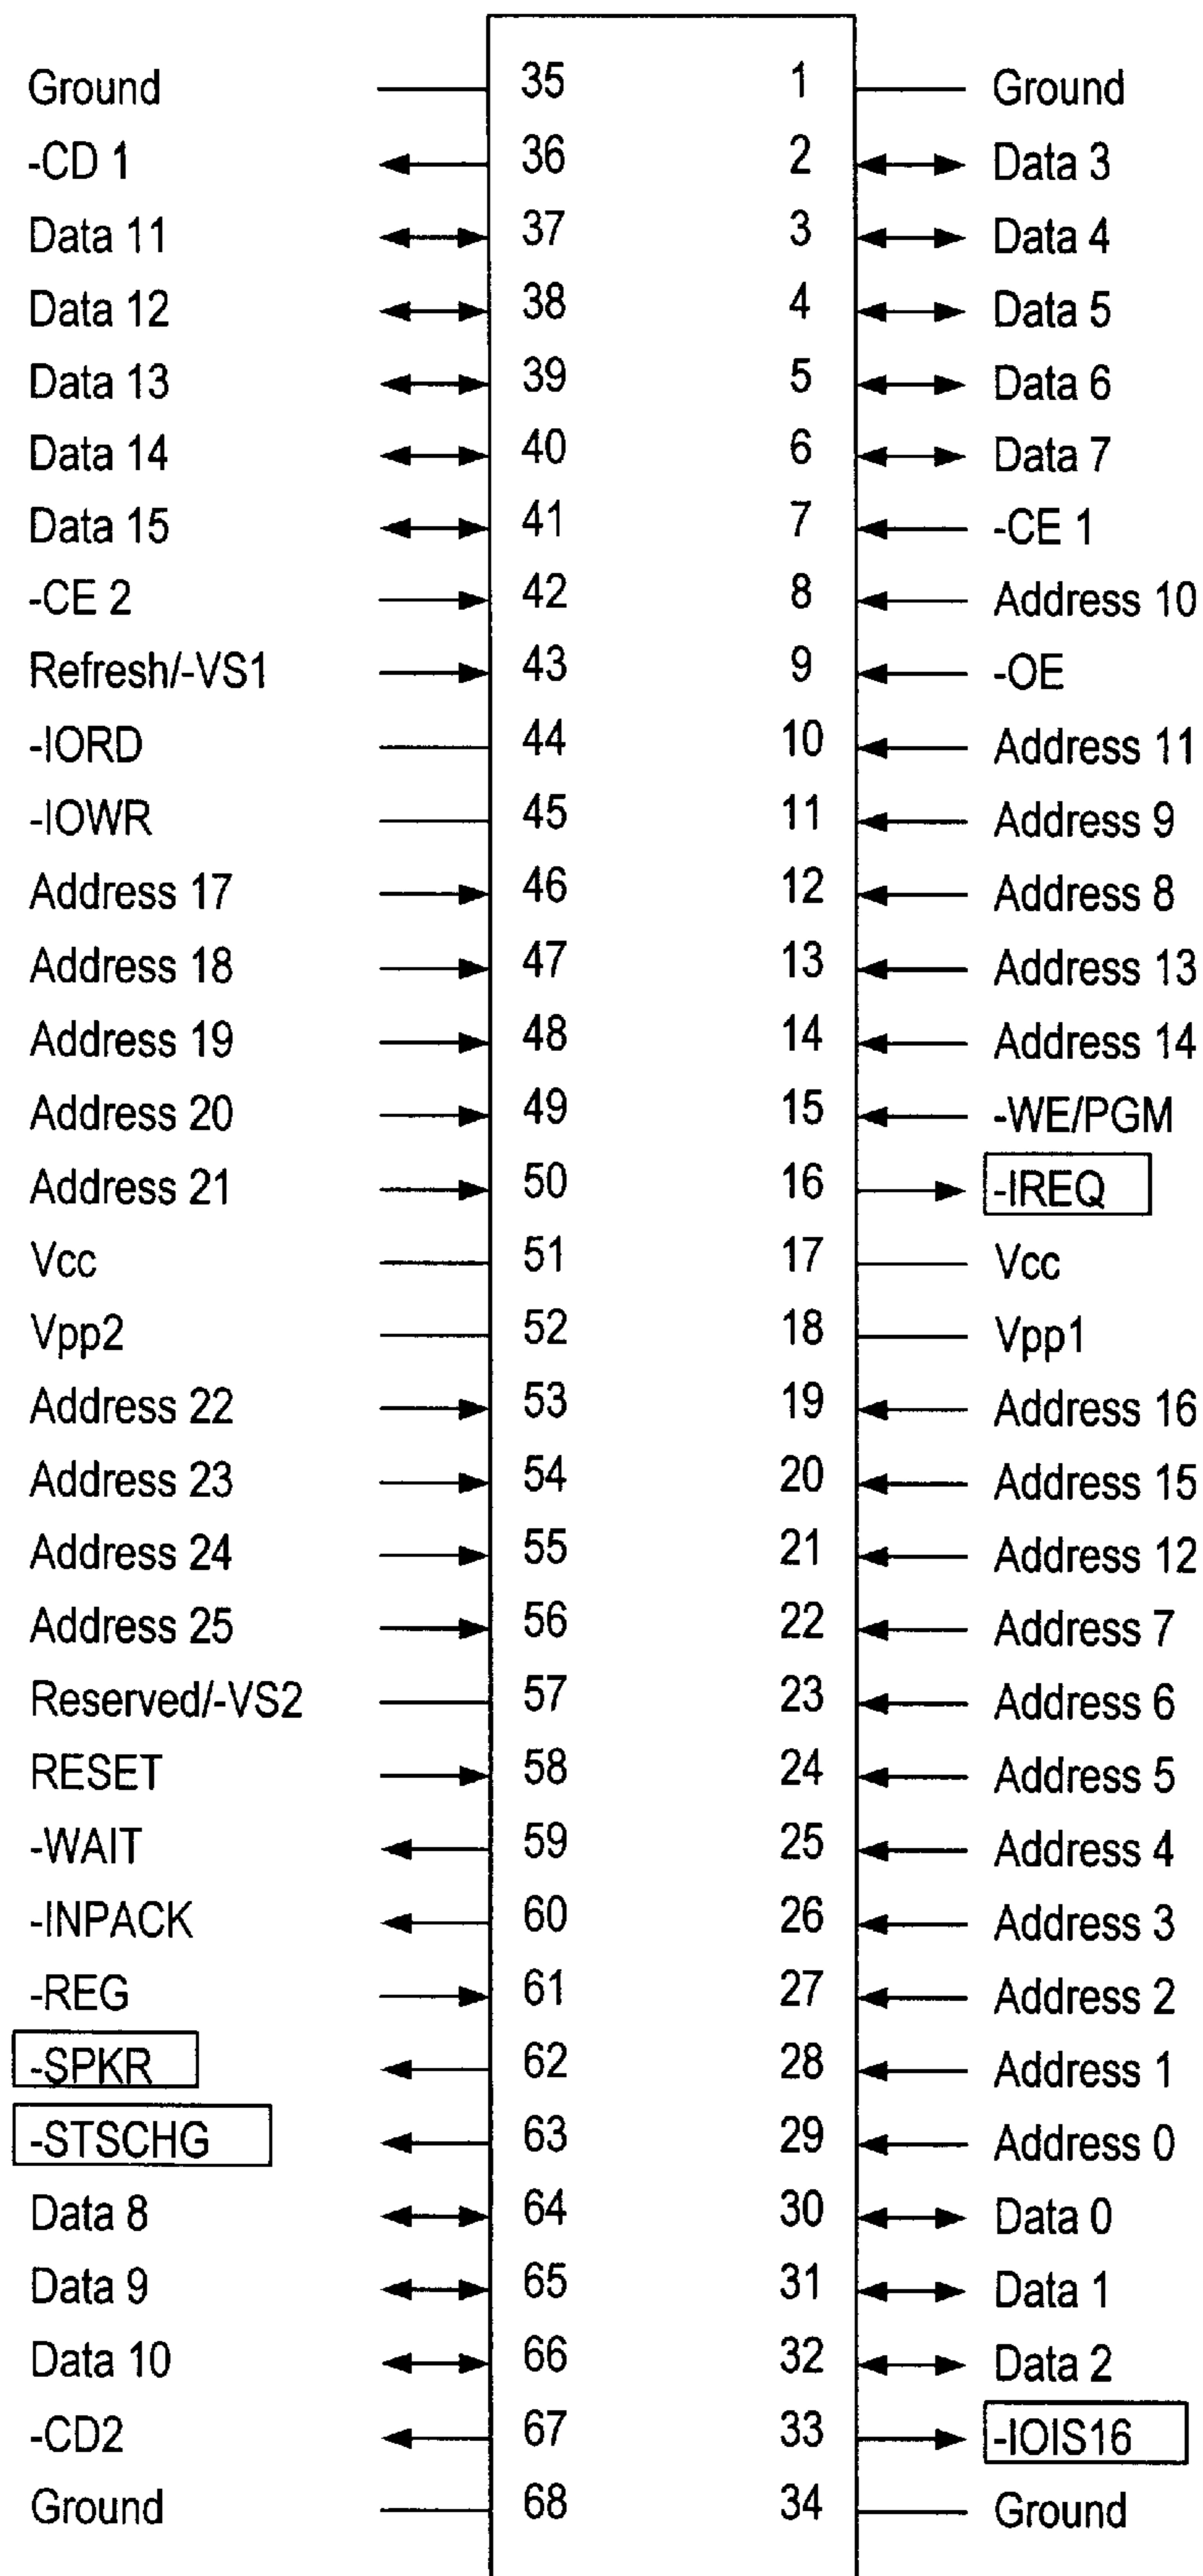 Ground 35 1 Ground
-CD 1 36 2 Data 3
Data 11 37 3 Data 4
Data 12 38 4 Data 5
Data 13 39 5 Data 6
Data 14 40 6 Data 7
Data 15 41 7 -CE 1
-CE 2 42 8 Address 10
Refresh/-VS1 43 9 -OE
-IORD 44 10 Address 11
-IOWR 45 11 Address 9
Address 17 46 12 Address 8
Address 18 47 13 Address 13
Address 19 48 14 Address 14
Address 20 49 15 -WE/PGM
Address 21 50 16 -IREQ
Vcc 51 17 Vcc
Vpp2 52 18 Vpp1
Address 22 53 19 Address 16
Address 23 54 20 Address 15
Address 24 55 21 Address 12
Address 25 56 22 Address 7
Reserved/-VS2 57 23 Address 6
RESET 58 24 Address 5
-WAIT 59 25 Address 4
-INPACK 60 26 Address 3
-REG 61 27 Address 2
-SPKR 62 28 Address 1
-STSCHG 63 29 Address 0
Data 8 64 30 Data 0
Data 9 65 31 Data 1
Data 10 66 32 Data 2
-CD2 67 33 -IOIS16
Ground 68 34 Ground